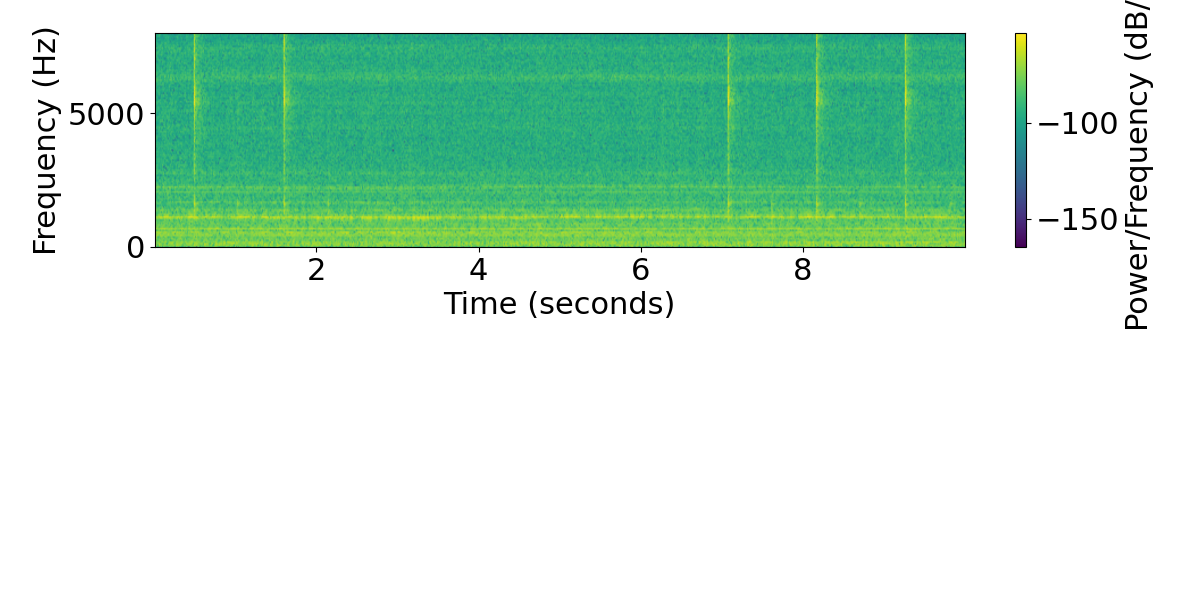 Frequency (Hz)
5000
0
2
4
6
8
Time (seconds)
−100
−150
Power/Frequency (dB/